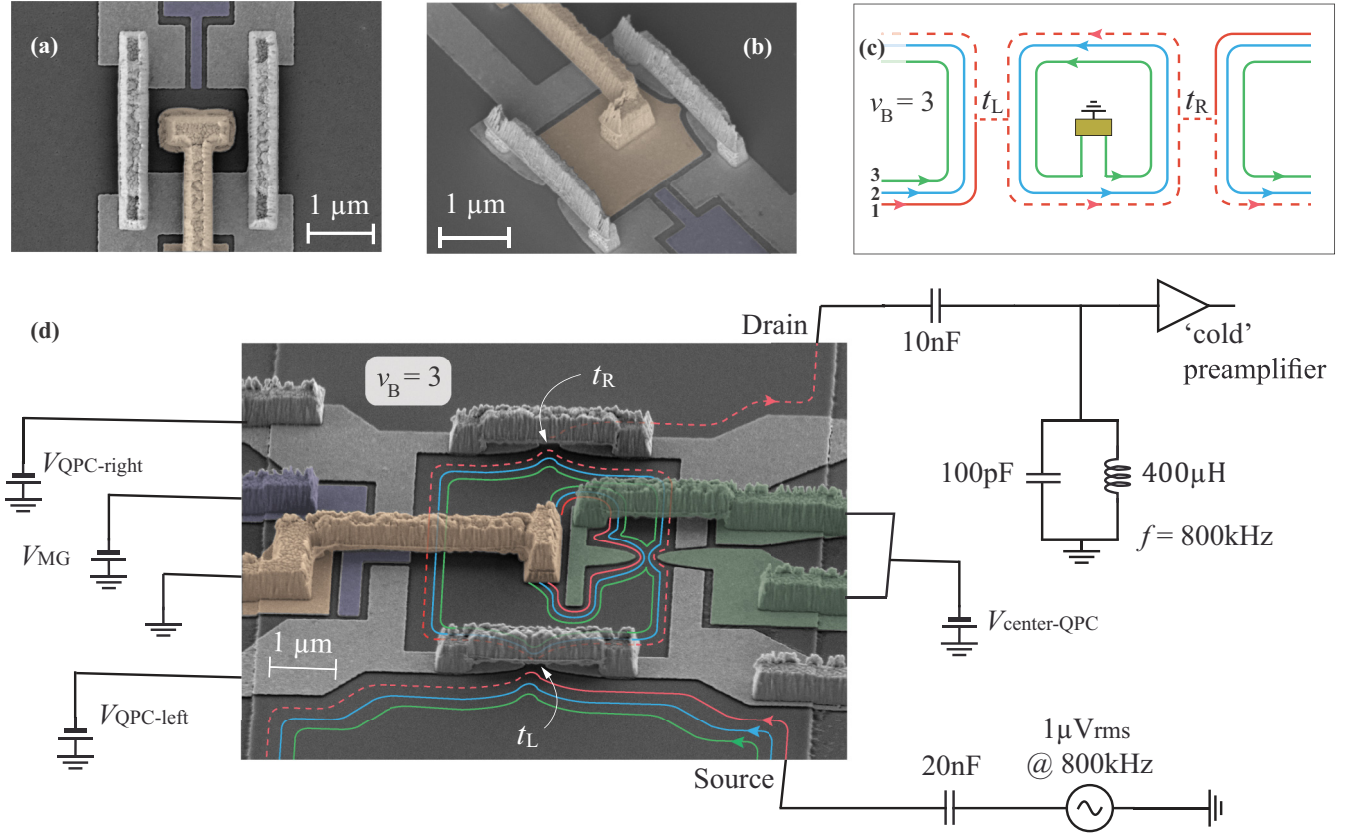 (a)
1 µm
(b)
1 µm
(c)
νB = 3
tL
tR
3
2
1
(d)
νB = 3
tR
Drain
10nF
'cold'
preamplifier
100pF
400µH
f = 800kHz
VQPC-right
VMG
VQPC-left
1 µm
tL
Vcenter-QPC
Source
20nF
1µVrms
@ 800kHz